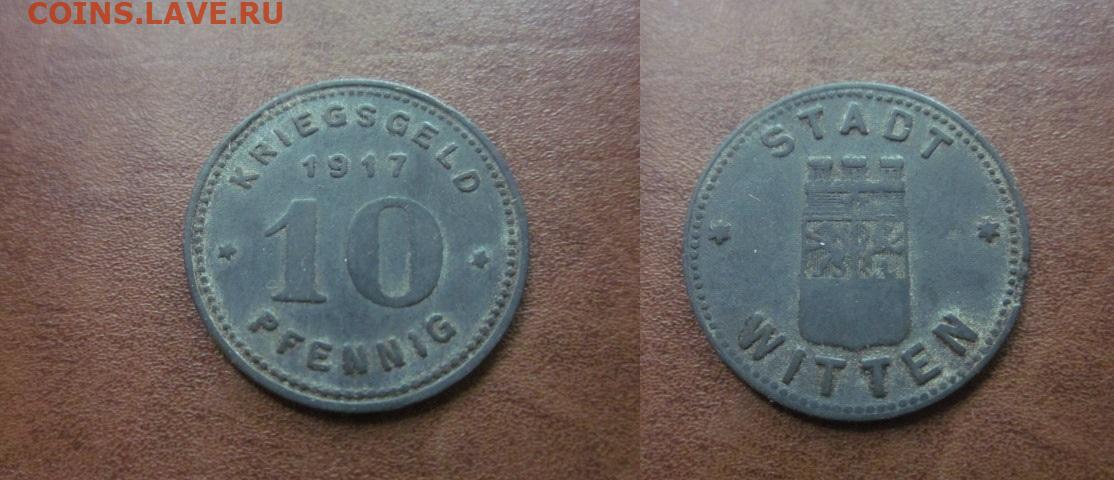 COINS.LAVE.RU
KRIEGSGELD
1917
10
PFENNIG
STADT
WITTEN